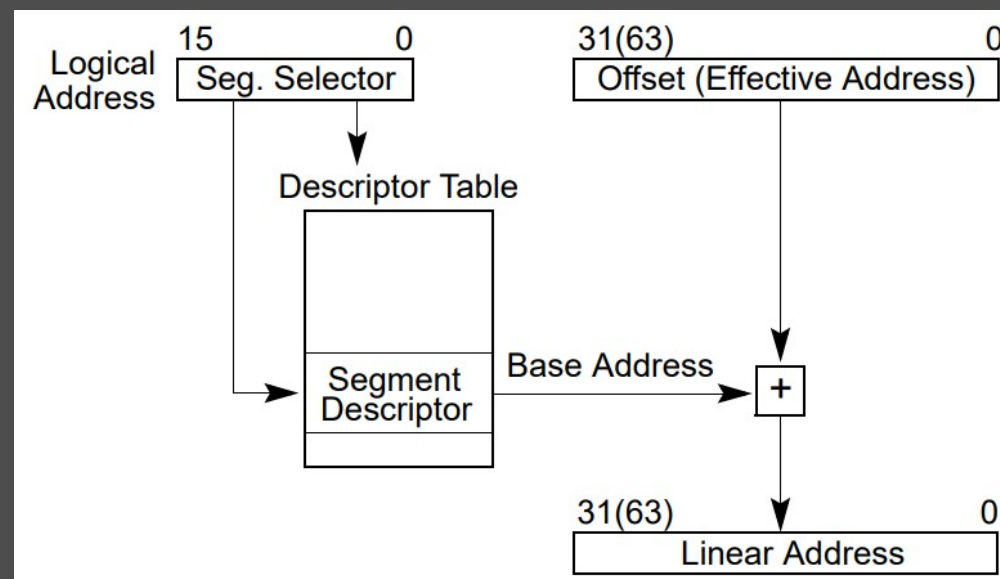 15 0
31(63) 0
Logical
Address
Seg. Selector
Offset (Effective Address)
Descriptor Table
Base Address
Segment
Descriptor
+
31(63) 0
Linear Address